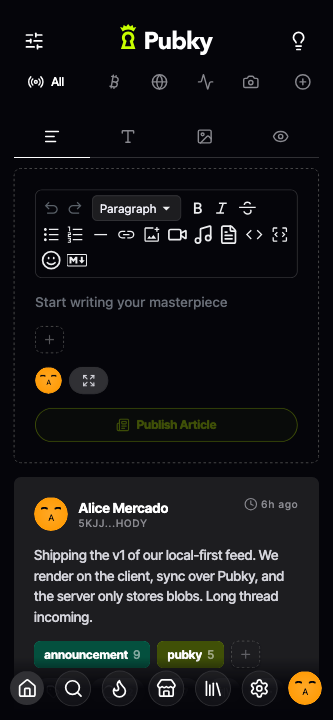 Pubky
All
Paragraph
B I S
M↓
Start writing your masterpiece
Publish Article
Alice Mercado
6h ago
5KJJ...HODY
Shipping the v1 of our local-first feed. We
render on the client, sync over Pubky, and
the server only stores blobs. Long thread
incoming.
announcement 9 pubky 5